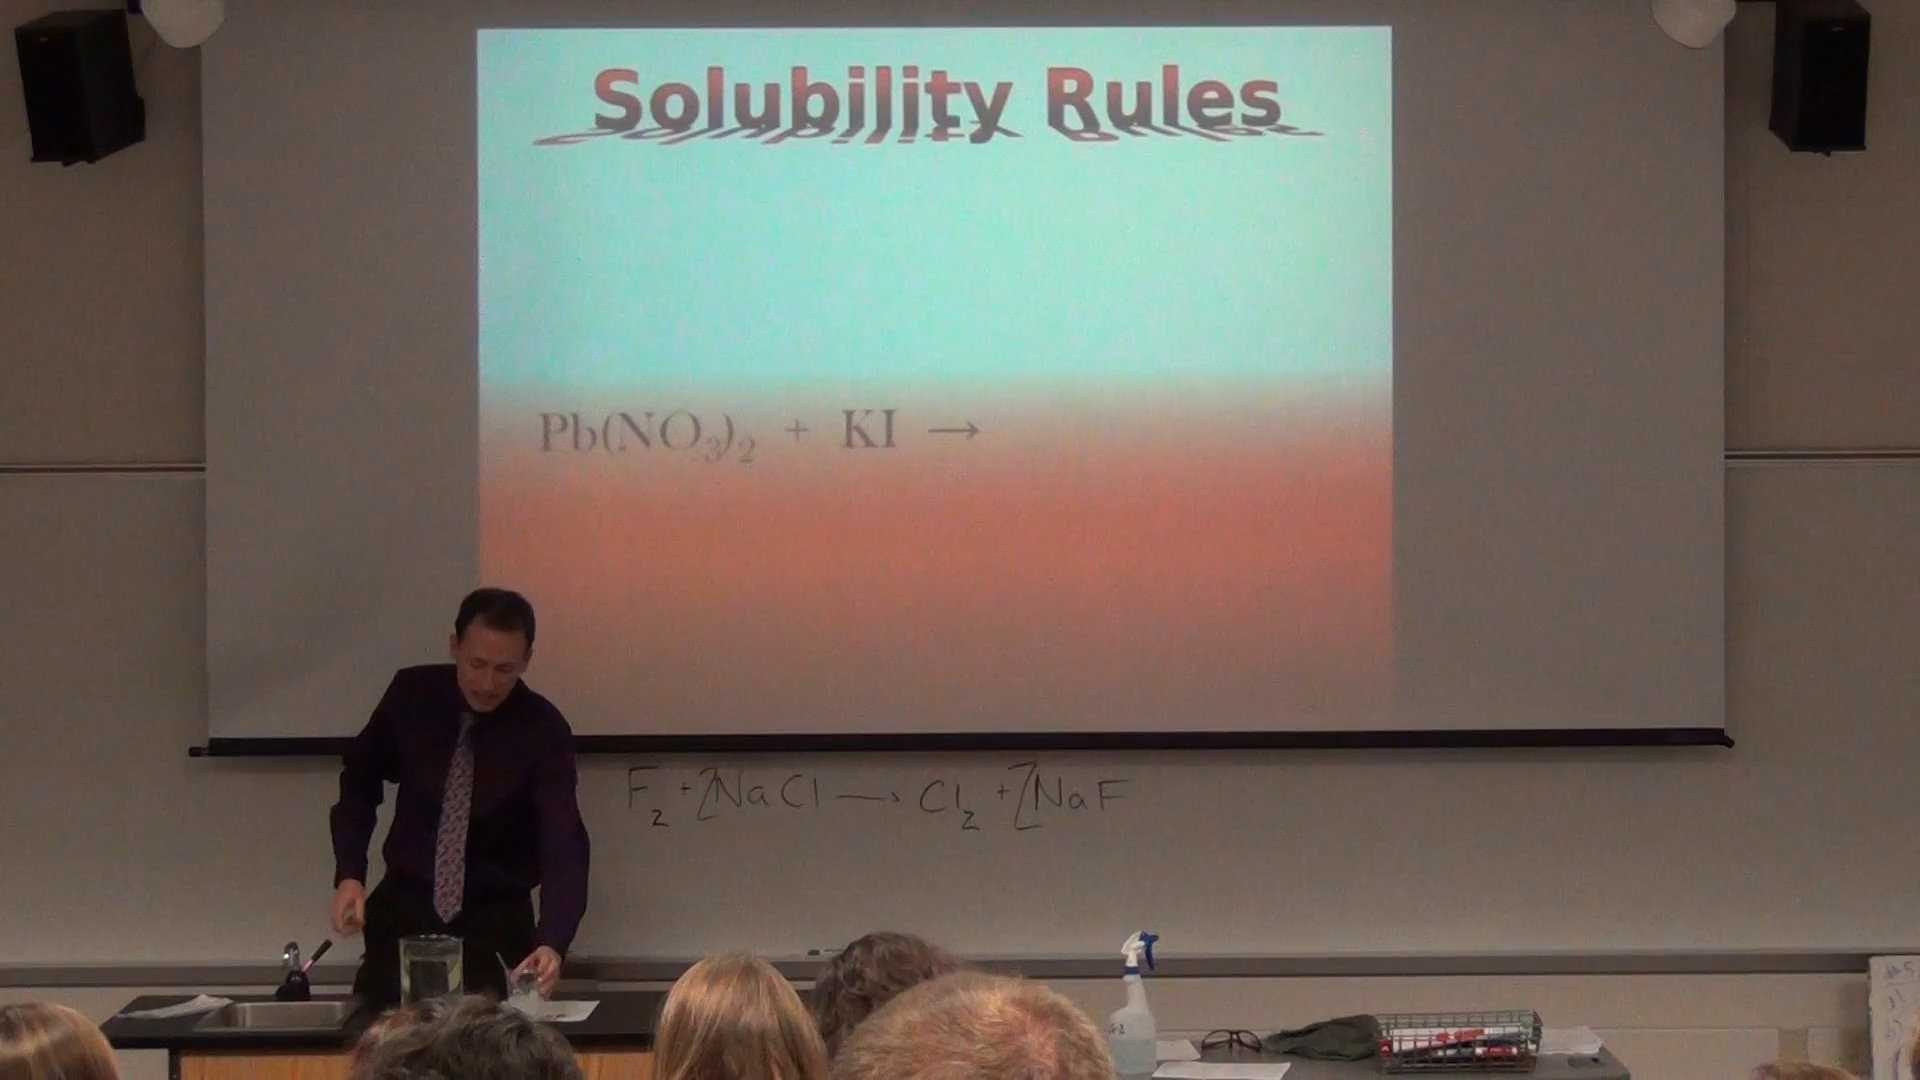 Solubility Rules
Pb(NO₃)₂ + KI →
F₂ + 2NaCl → Cl₂ + 2NaF